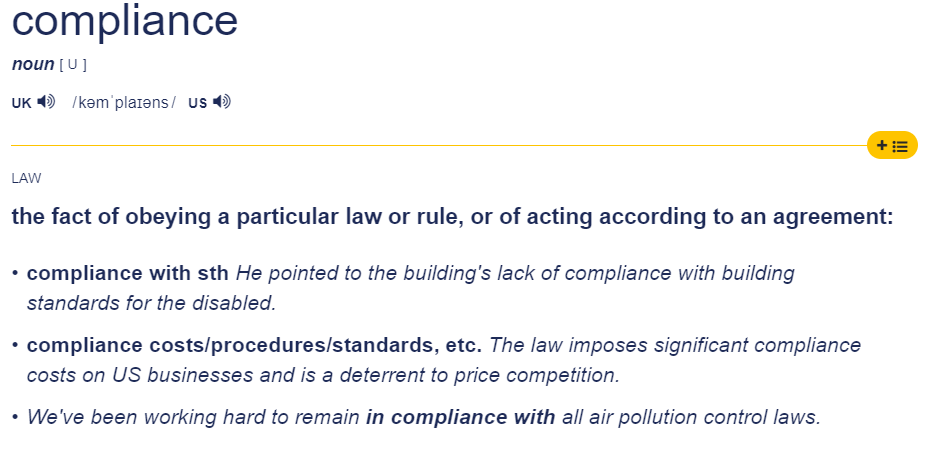 compliance
noun [ U ]
UK /kəmˈplaɪəns/ US
LAW
the fact of obeying a particular law or rule, or of acting according to an agreement:
• compliance with sth He pointed to the building's lack of compliance with building
standards for the disabled.
• compliance costs/procedures/standards, etc. The law imposes significant compliance
costs on US businesses and is a deterrent to price competition.
• We've been working hard to remain in compliance with all air pollution control laws.